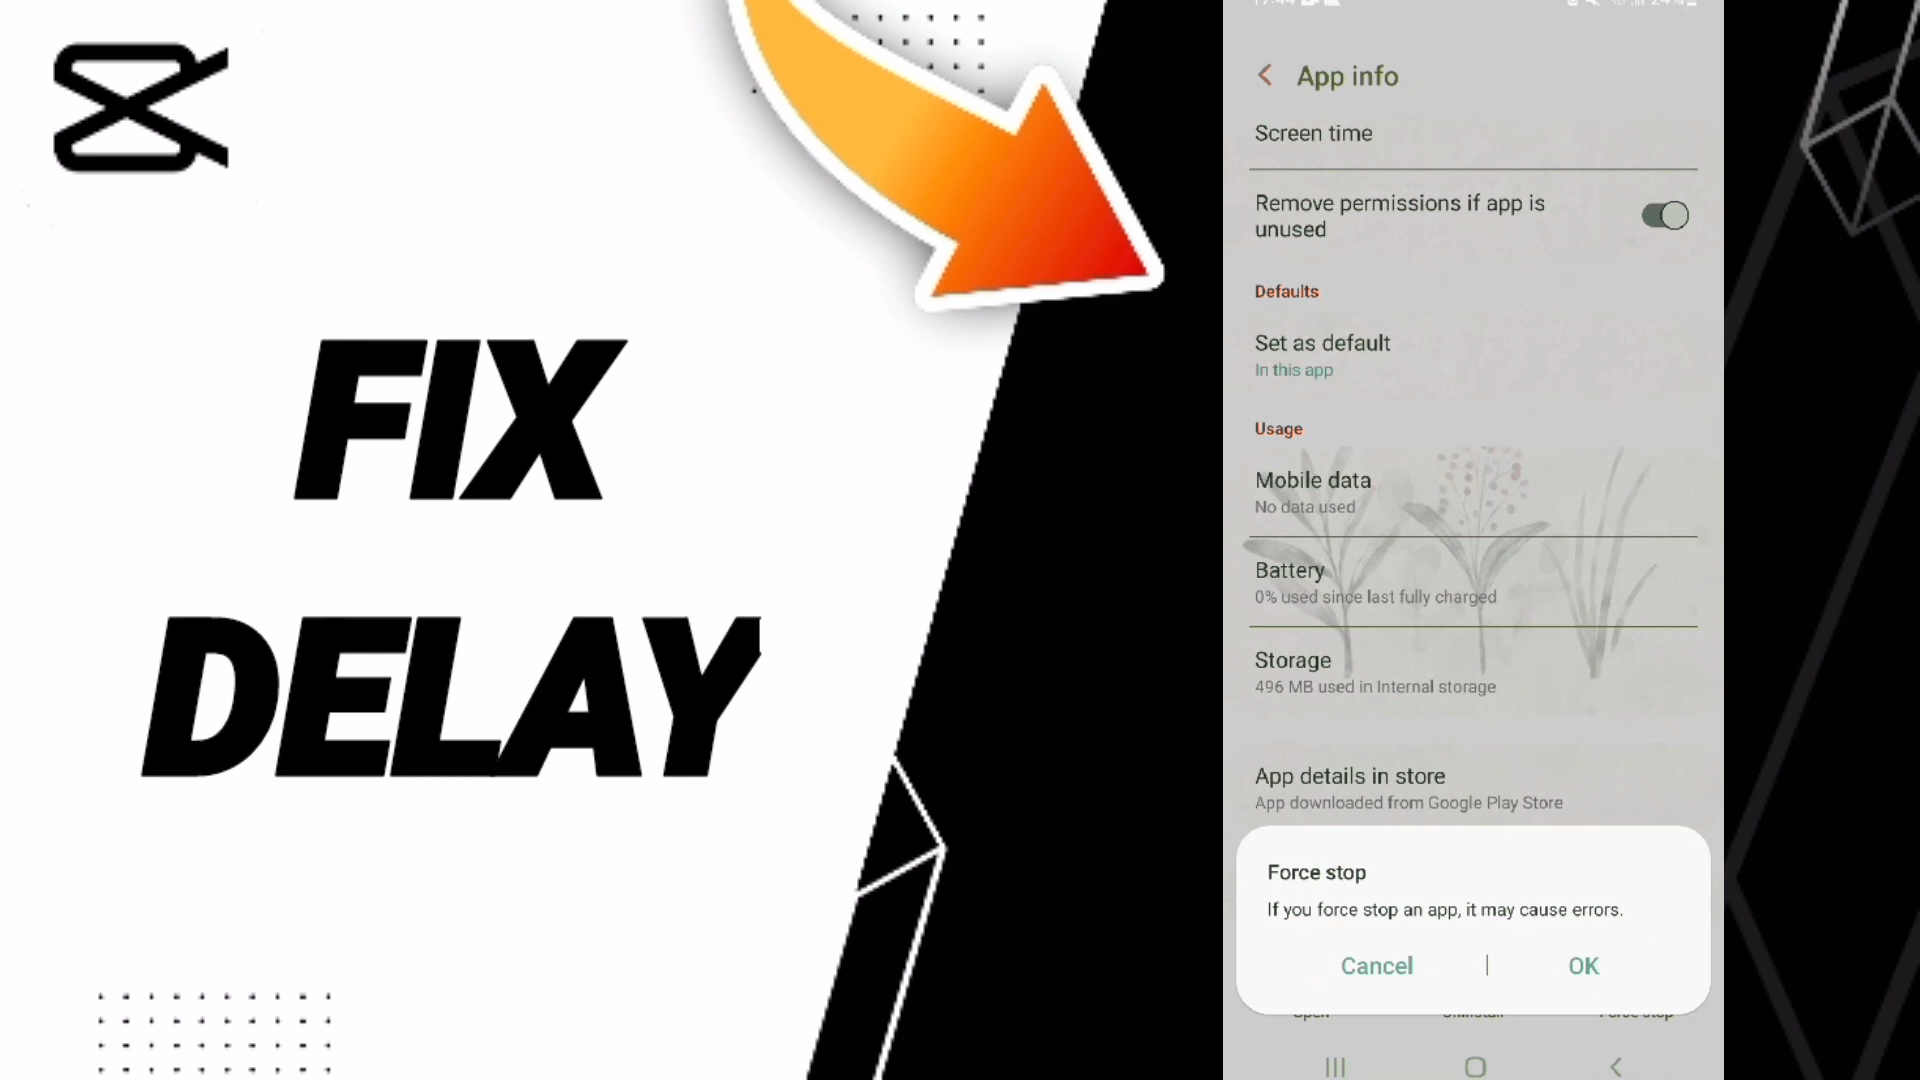 FIX
DELAY
App info
Screen time
Remove permissions if app is
unused
Defaults
Set as default
In this app
Usage
Mobile data
No data used
Battery
0% used since last fully charged
Storage
496 MB used in Internal storage
App details in store
App downloaded from Google Play Store
Force stop
If you force stop an app, it may cause errors.
Cancel | OK